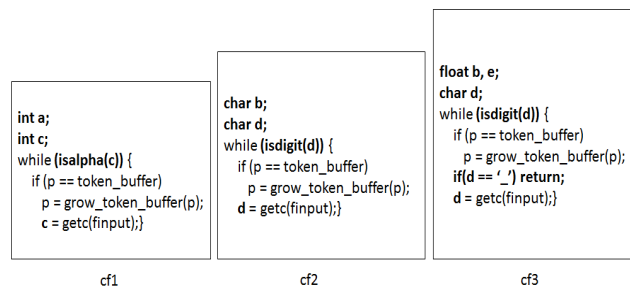 int a;
int c;
while (isalpha(c)) {
if (p == token_buffer)
p = grow_token_buffer(p);
c = getc(finput);}
cf1
char b;
char d;
while (isdigit(d)) {
if (p == token_buffer)
p = grow_token_buffer(p);
d = getc(finput);}
cf2
float b, e;
char d;
while (isdigit(d)) {
if (p == token_buffer)
p = grow_token_buffer(p);
if(d == ‘_’) return;
d = getc(finput);}
cf3